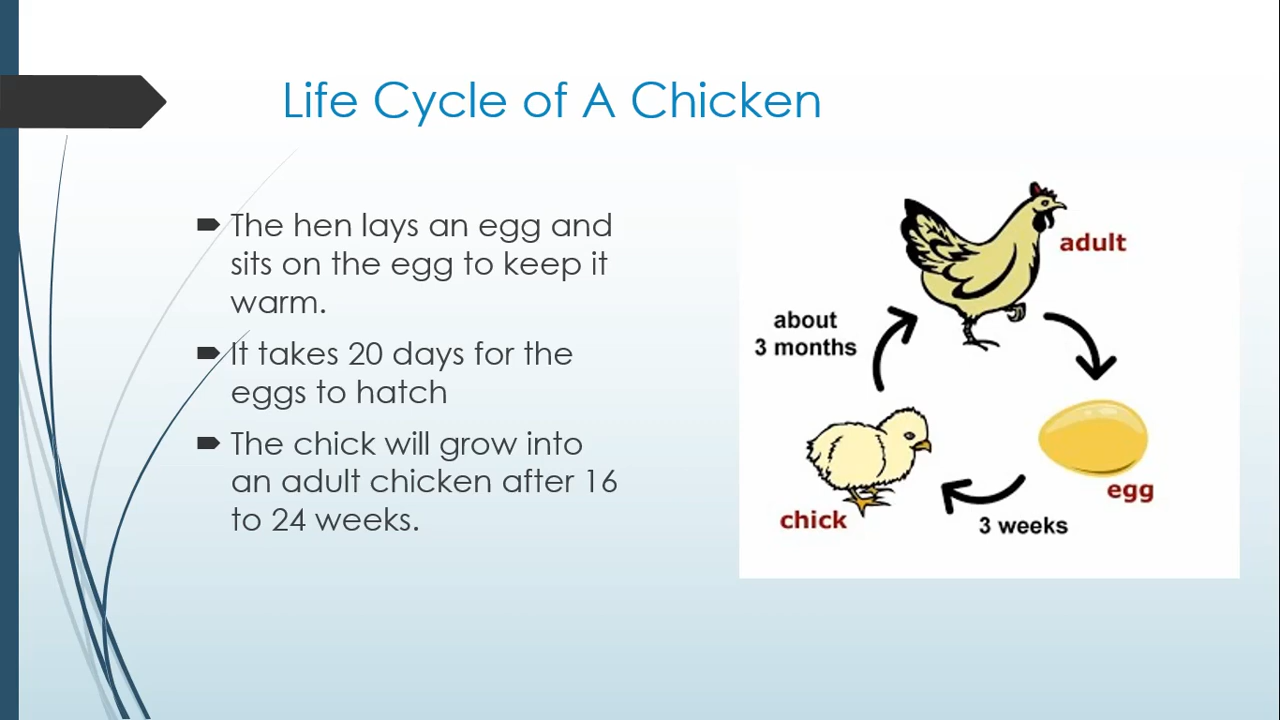 Life Cycle of A Chicken
The hen lays an egg and
sits on the egg to keep it
warm.
It takes 20 days for the
eggs to hatch
The chick will grow into
an adult chicken after 16
to 24 weeks.
adult
about
3 months
egg
chick
3 weeks